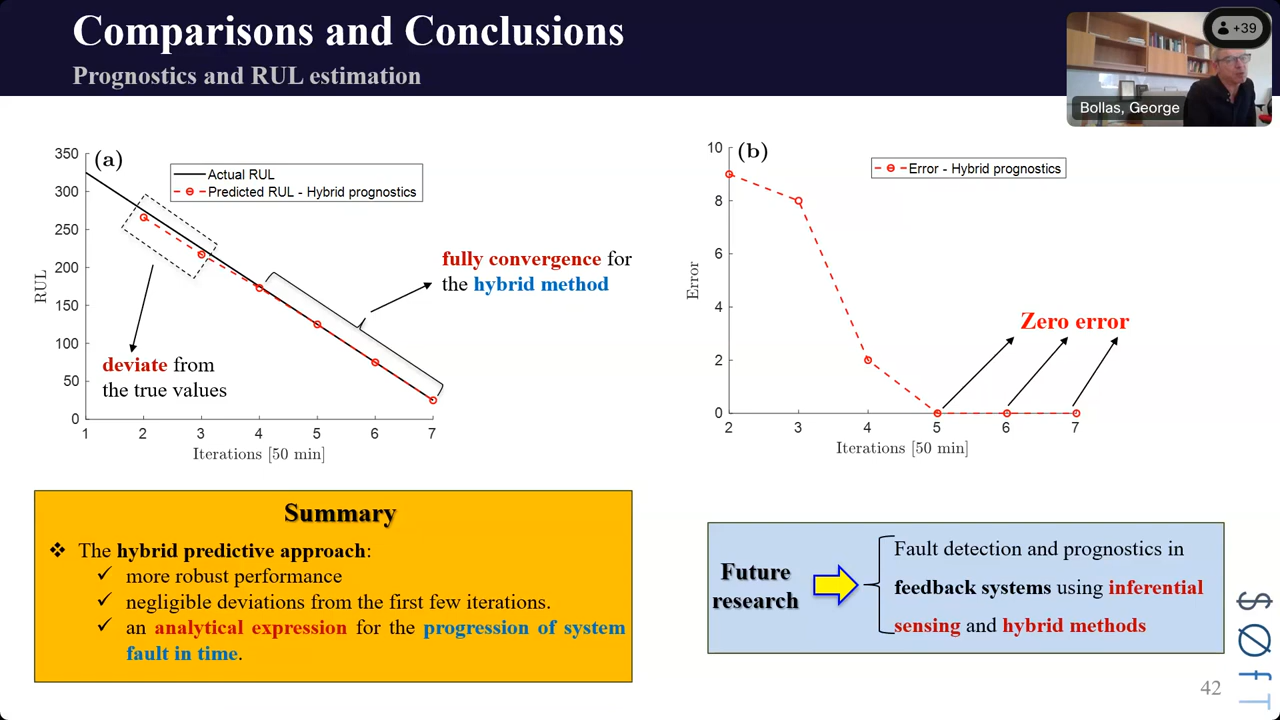 Comparisons and Conclusions
Prognostics and RUL estimation
+39
Bollas, George
(a)
350
300
250
200
150
100
50
0
RUL
Actual RUL
Predicted RUL - Hybrid prognostics
fully convergence for
the hybrid method
deviate from
the true values
1 2 3 4 5 6 7
Iterations [50 min]
(b)
10
8
6
4
2
0
Error
Error - Hybrid prognostics
Zero error
2 3 4 5 6 7
Iterations [50 min]
Summary
❖ The hybrid predictive approach:
✓ more robust performance
✓ negligible deviations from the first few iterations.
✓ an analytical expression for the progression of system
fault in time.
Future
research
Fault detection and prognostics in
feedback systems using inferential
sensing and hybrid methods
42